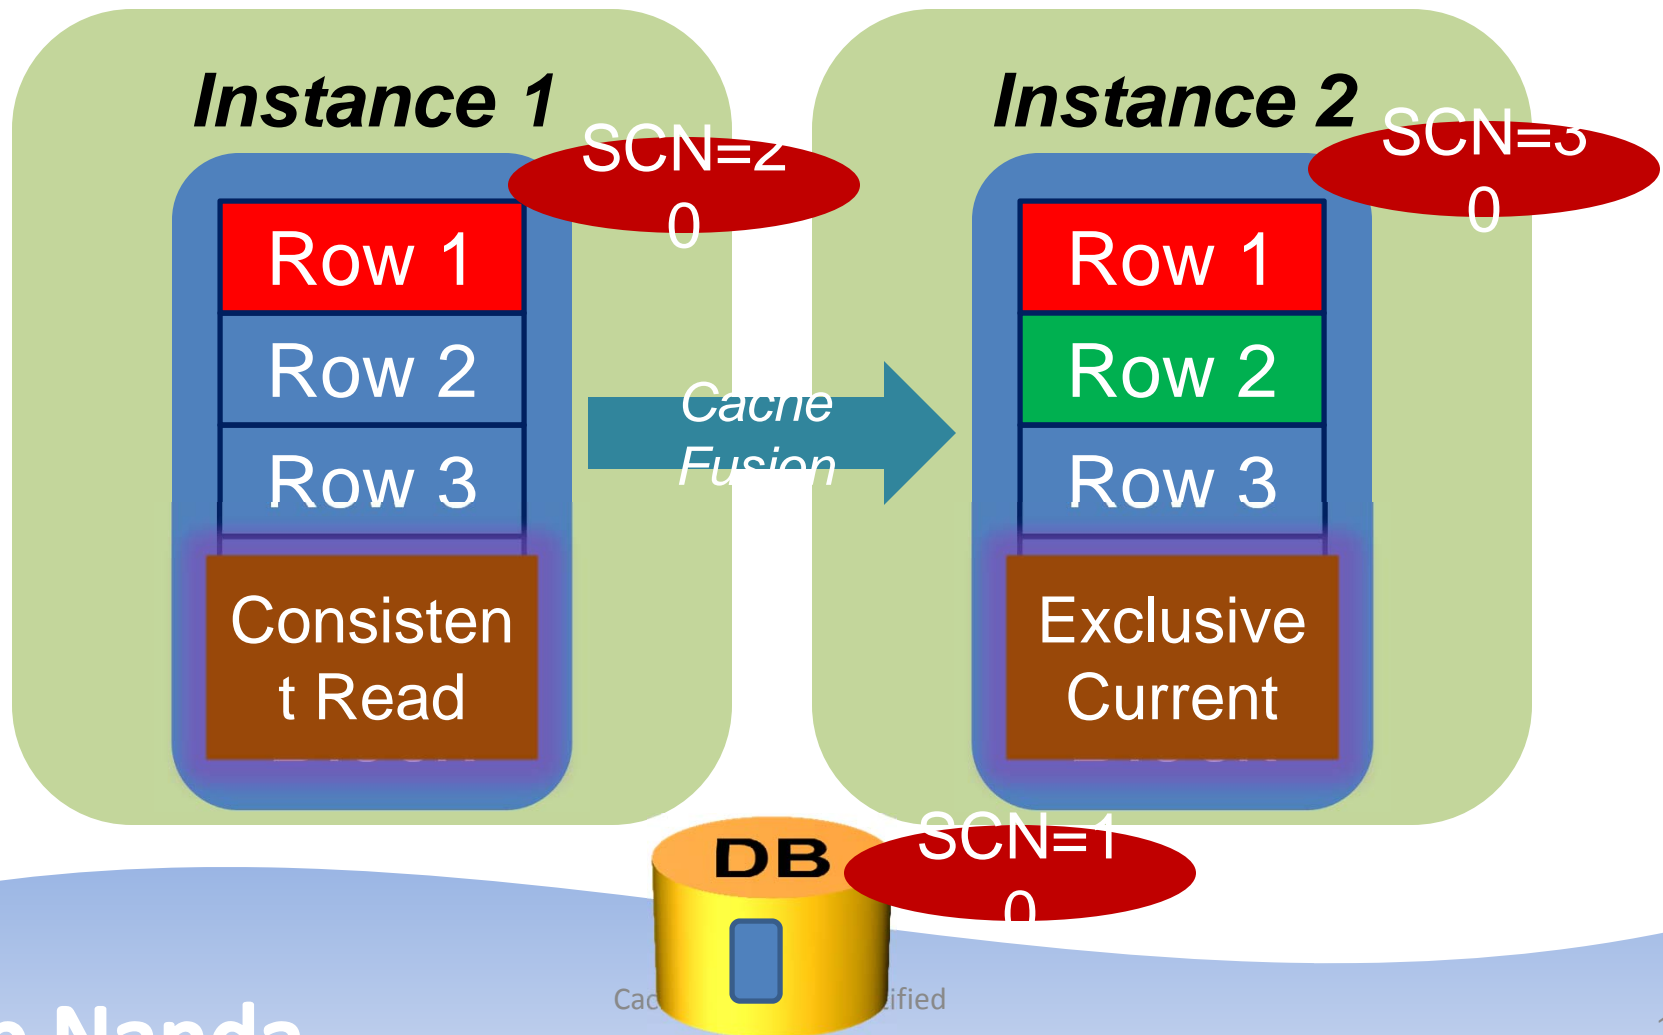 Instance 1
SCN=2
0
Row 1
Row 2
Row 3
Consisten
t Read
Cache
Fusion
Instance 2
SCN=3
0
Row 1
Row 2
Row 3
Exclusive
Current
DB
SCN=1
0
Nanda